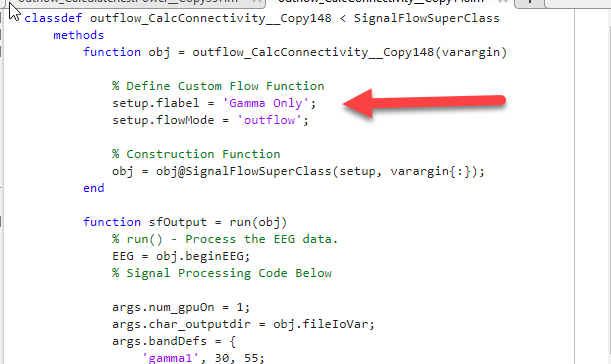 classdef outflow_CalcConnectivity__Copy148 < SignalFlowSuperClass
methods
function obj = outflow_CalcConnectivity__Copy148(varargin)
% Define Custom Flow Function
setup.flabel = 'Gamma Only';
setup.flowMode = 'outflow';
% Construction Function
obj = obj@SignalFlowSuperClass(setup, varargin{:});
end
function sfOutput = run(obj)
% run() - Process the EEG data.
EEG = obj.beginEEG;
% Signal Processing Code Below
args.num_gpuOn = 1;
args.char_outputdir = obj.fileIoVar;
args.bandDefs = {
'gamma1', 30, 55;